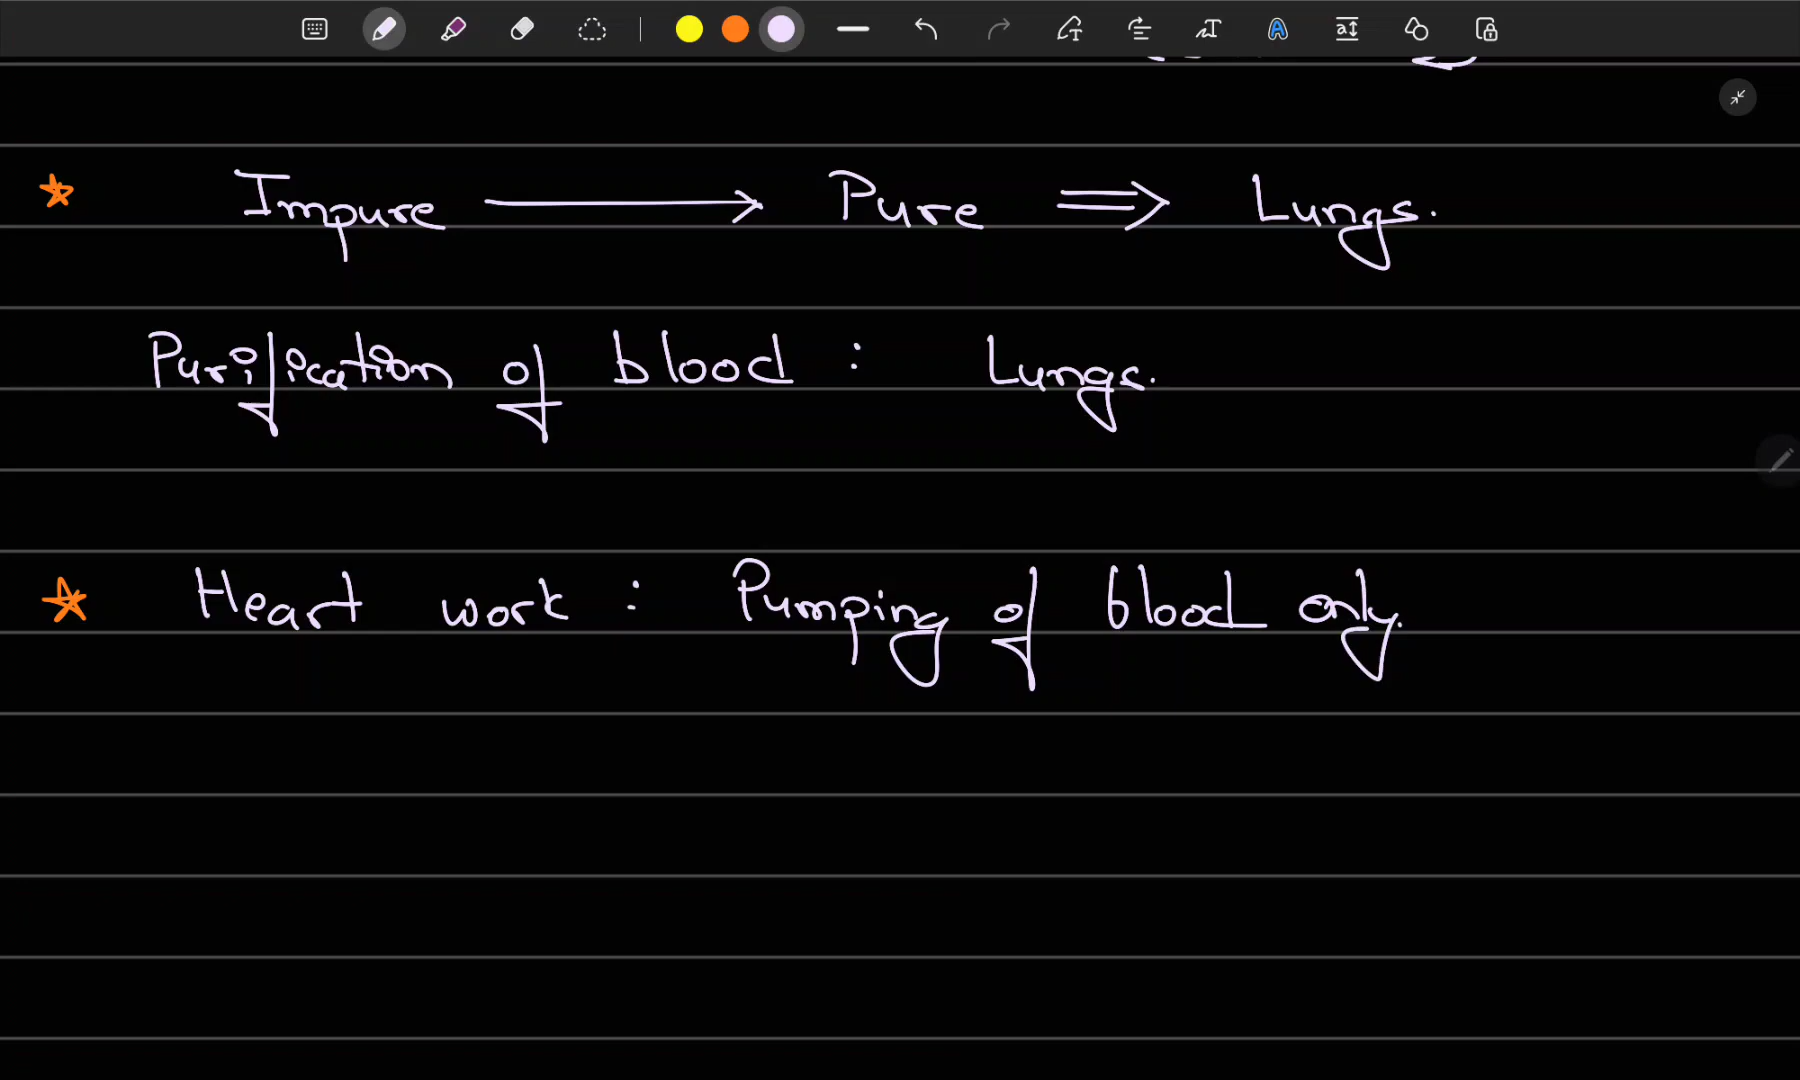 Impure → Pure ⇒ Lungs.
Purification of blood : Lungs.
Heart work : Pumping of blood only.